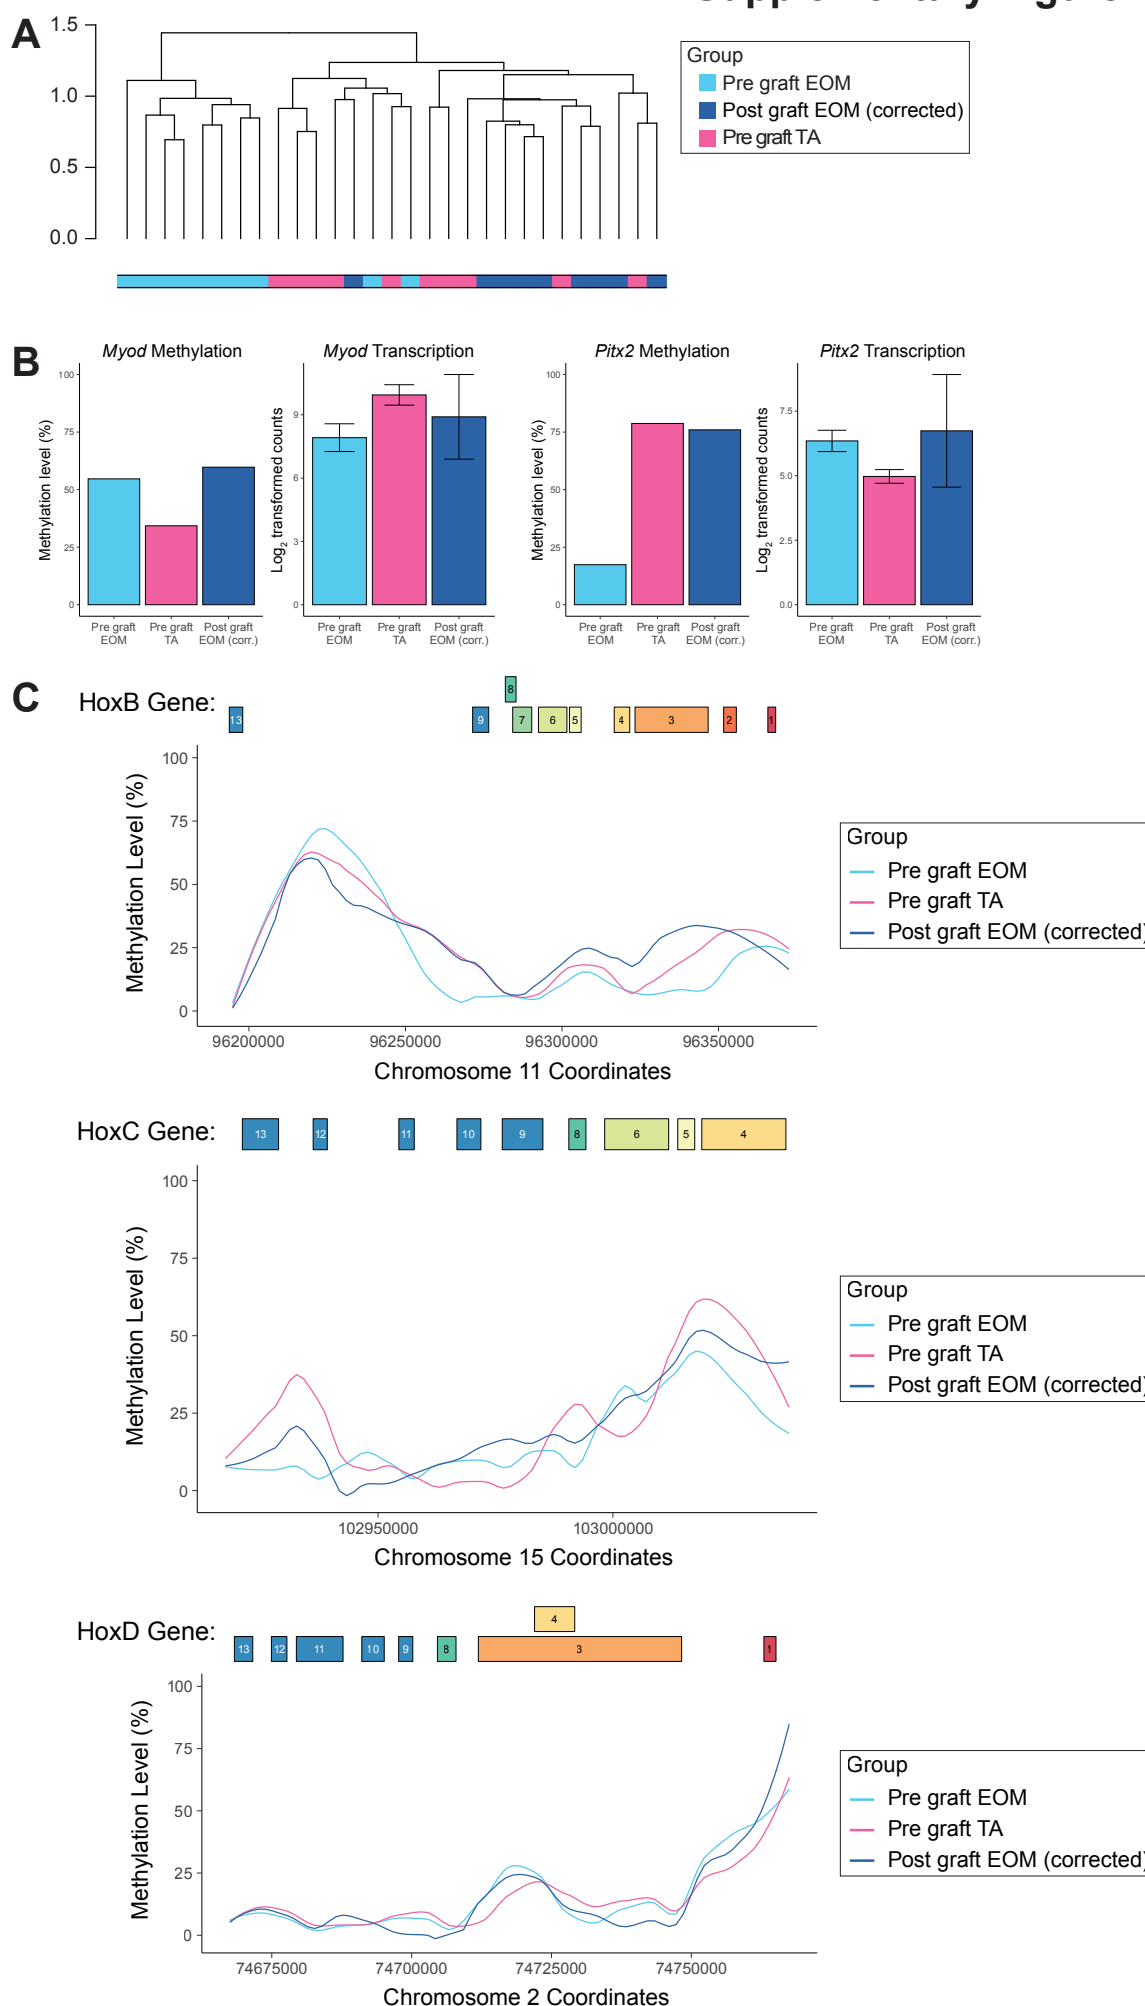 A
1.5
1.0
0.5
0.0
Group
Pre graft EOM
Post graft EOM (corrected)
Pre graft TA
B
Myod Methylation
Methylation level (%)
100
75
50
25
0
Pre graft EOM
Pre graft TA
Post graft EOM (corr.)
Myod Transcription
Log2 transformed counts
9
6
3
0
Pre graft EOM
Pre graft TA
Post graft EOM (corr.)
Pitx2 Methylation
Methylation level (%)
100
75
50
25
0
Pre graft EOM
Pre graft TA
Post graft EOM (corr.)
Pitx2 Transcription
Log2 transformed counts
7.5
5.0
2.5
0.0
Pre graft EOM
Pre graft TA
Post graft EOM (corr.)
C
HoxB Gene:
8
13 9 7 6 5 4 3 2 1
Methylation Level (%)
100
75
50
25
0
96200000 96250000 96300000 96350000
Chromosome 11 Coordinates
Group
Pre graft EOM
Pre graft TA
Post graft EOM (corrected)
HoxC Gene:
13 12 11 10 9 8 6 5 4
Methylation Level (%)
100
75
50
25
0
102950000 103000000
Chromosome 15 Coordinates
Group
Pre graft EOM
Pre graft TA
Post graft EOM (corrected)
HoxD Gene:
4
13 12 11 10 9 8 3 1
Methylation Level (%)
100
75
50
25
0
74675000 74700000 74725000 74750000
Chromosome 2 Coordinates
Group
Pre graft EOM
Pre graft TA
Post graft EOM (corrected)